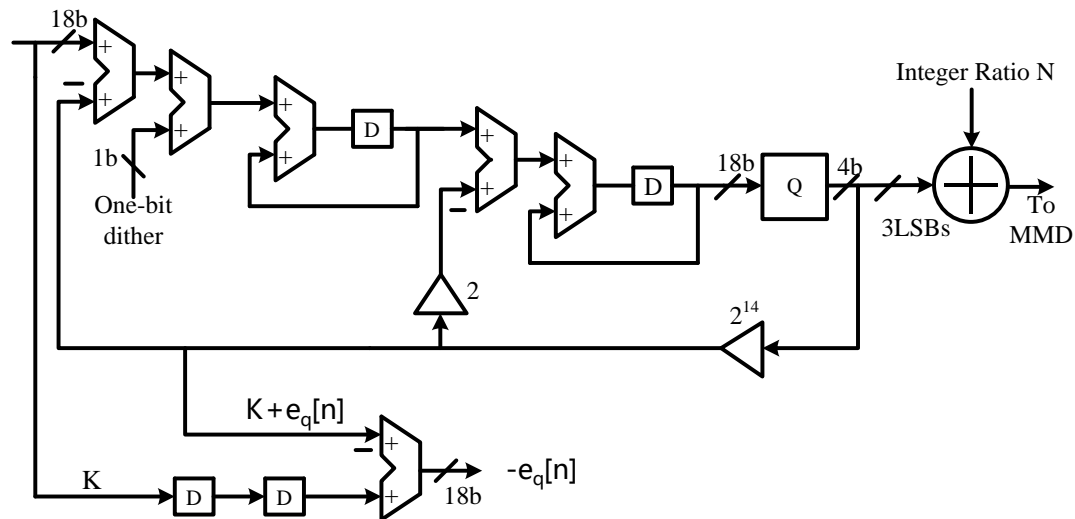 18b
+
−
+
+
+
1b
One-bit
dither
+
+
D
+
+
−
2
+
+
D
18b
Q
4b
3LSBs
Integer Ratio N
To
MMD
2^14
K + e_q[n]
+
−
+
K
D
D
18b
-e_q[n]